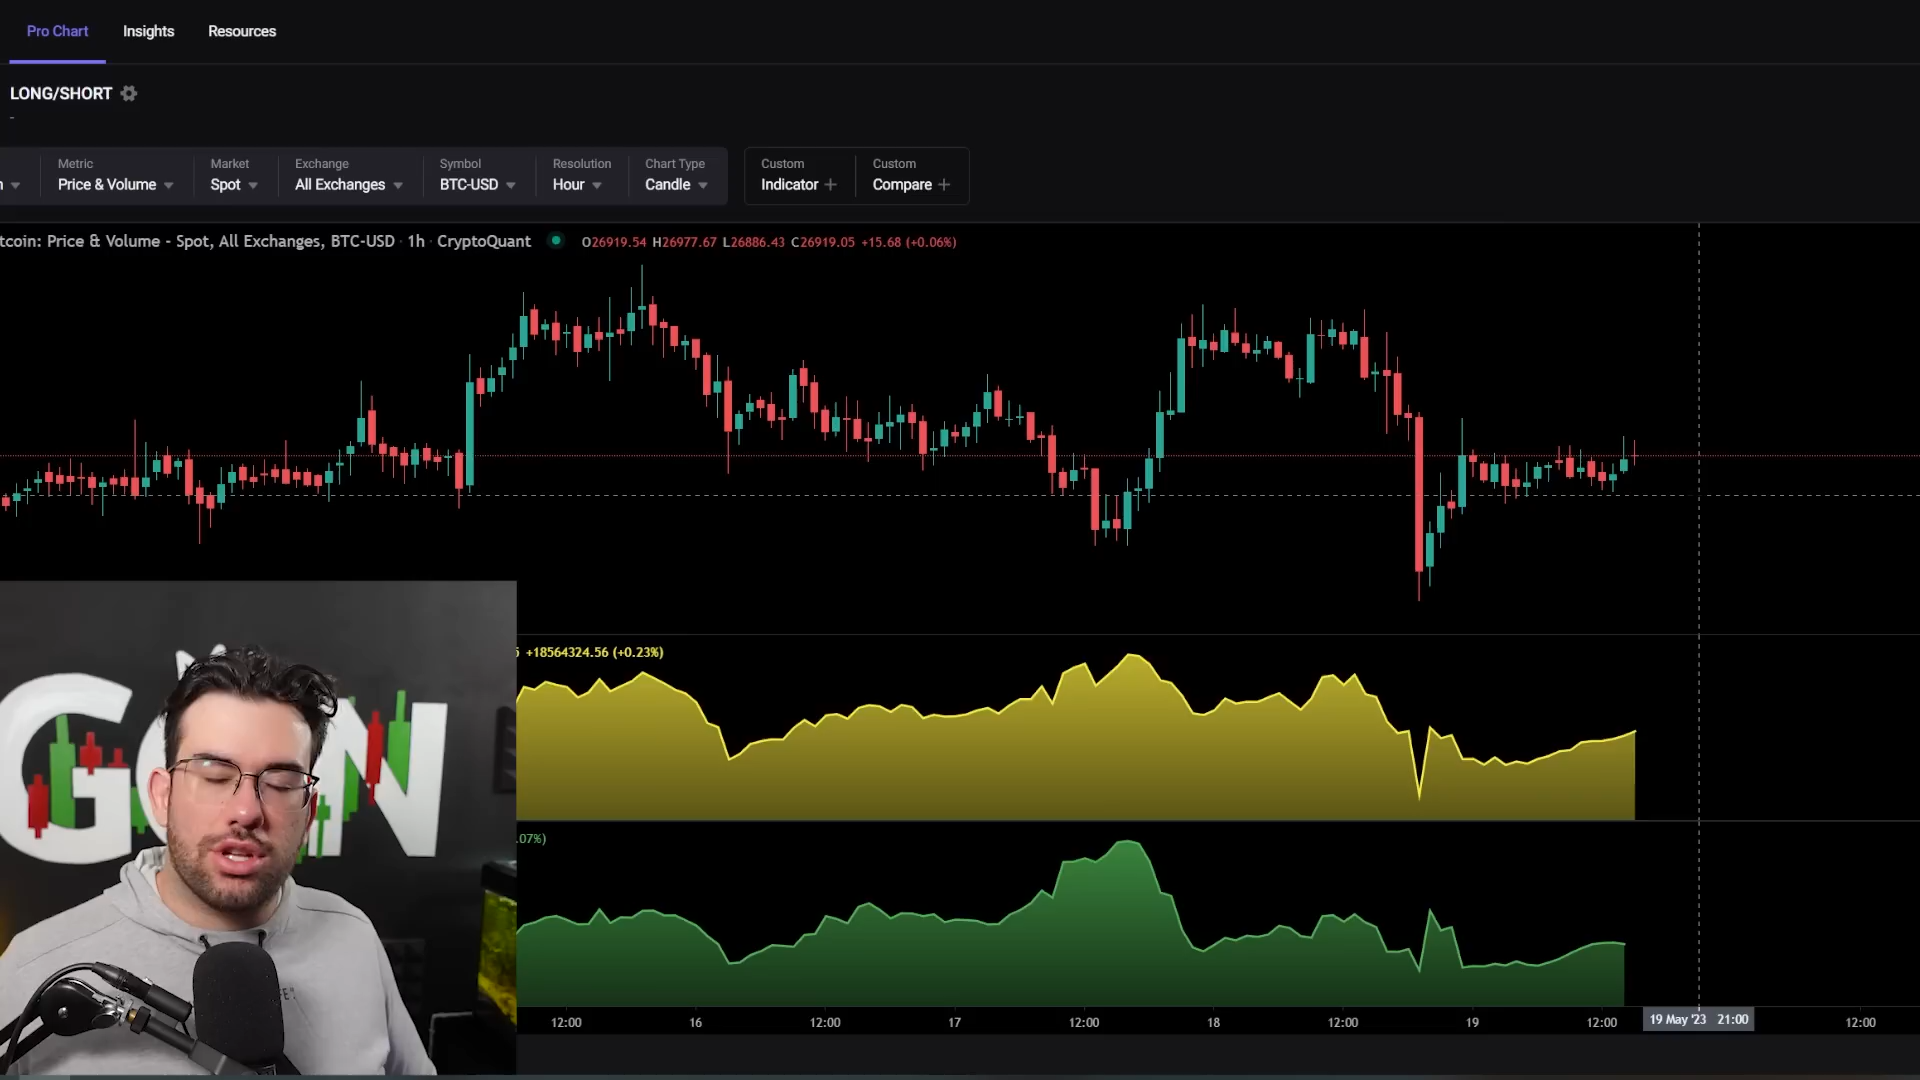 Pro Chart Insights Resources
LONG/SHORT
-
Metric Market Exchange Symbol Resolution Chart Type Custom Custom
Price & Volume Spot All Exchanges BTC-USD Hour Candle Indicator + Compare +
tcoin: Price & Volume - Spot, All Exchanges, BTC-USD · 1h · CryptoQuant O26919.54 H26977.67 L26886.43 C26919.05 +15.68 (+0.06%)
+18564324.56 (+0.23%)
.07%)
12:00 16 12:00 17 12:00 18 12:00 19 12:00 19 May '23 21:00 12:00